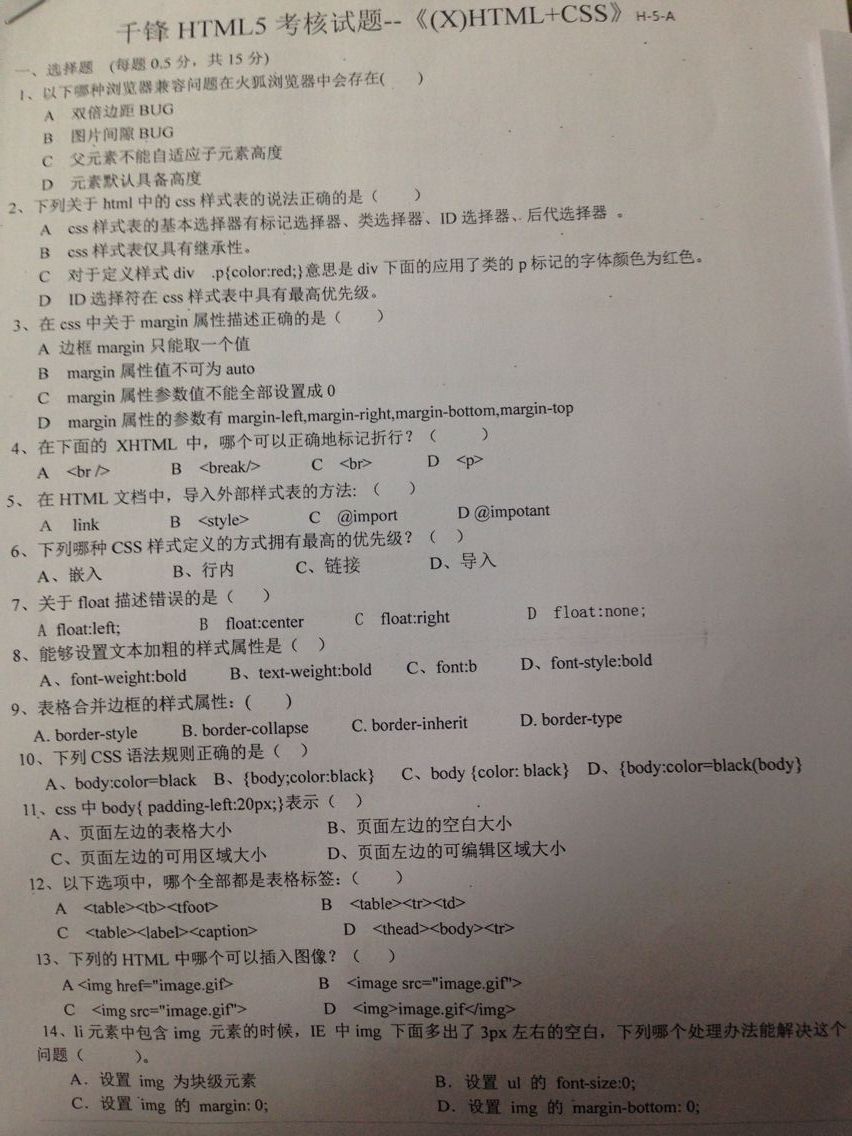 千锋 HTML5 考核试题--《(X)HTML+CSS》 H-5-A
一、选择题 (每题 0.5 分，共 15 分)
1、以下哪种浏览器兼容问题在火狐浏览器中会存在( )
A 双倍边距 BUG
B 图片间隙 BUG
C 父元素不能自适应子元素高度
D 元素默认具备高度
2、下列关于 html 中的 css 样式表的说法正确的是（ ）
A css 样式表的基本选择器有标记选择器、类选择器、ID 选择器、后代选择器 。
B css 样式表仅具有继承性。
C 对于定义样式 div .p{color:red;}意思是 div 下面的应用了类的 p 标记的字体颜色为红色。
D ID 选择符在 css 样式表中具有最高优先级。
3、在 css 中关于 margin 属性描述正确的是（ ）
A 边框 margin 只能取一个值
B margin 属性值不可为 auto
C margin 属性参数值不能全部设置成 0
D margin 属性的参数有 margin-left,margin-right,margin-bottom,margin-top
4、在下面的 XHTML 中，哪个可以正确地标记折行？（ ）
A <br /> B <break/> C <br> D <p>
5、在 HTML 文档中，导入外部样式表的方法: （ ）
A link B <style> C @import D @impotant
6、下列哪种 CSS 样式定义的方式拥有最高的优先级？（ ）
A、嵌入 B、行内 C、链接 D、导入
7、关于 float 描述错误的是（ ）
A float:left; B float:center C float:right D float:none;
8、能够设置文本加粗的样式属性是（ ）
A、font-weight:bold B、text-weight:bold C、font:b D、font-style:bold
9、表格合并边框的样式属性：( )
A. border-style B. border-collapse C. border-inherit D. border-type
10、下列 CSS 语法规则正确的是（ ）
A、body:color=black B、{body;color:black} C、body {color: black} D、{body:color=black(body}
11、css 中 body{ padding-left:20px;}表示（ ）
A、页面左边的表格大小 B、页面左边的空白大小
C、页面左边的可用区域大小 D、页面左边的可编辑区域大小
12、以下选项中，哪个全部都是表格标签：（ ）
A <table><tb><tfoot> B <table><tr><td>
C <table><label><caption> D <thead><body><tr>
13、下列的 HTML 中哪个可以插入图像？（ ）
A <img href="image.gif> B <image src="image.gif">
C <img src="image.gif"> D <img>image.gif</img>
14、li 元素中包含 img 元素的时候，IE 中 img 下面多出了 3px 左右的空白，下列哪个处理办法能解决这个
问题（ ）。
A．设置 img 为块级元素 B．设置 ul 的 font-size:0;
C．设置 img 的 margin: 0; D．设置 img 的 margin-bottom: 0;